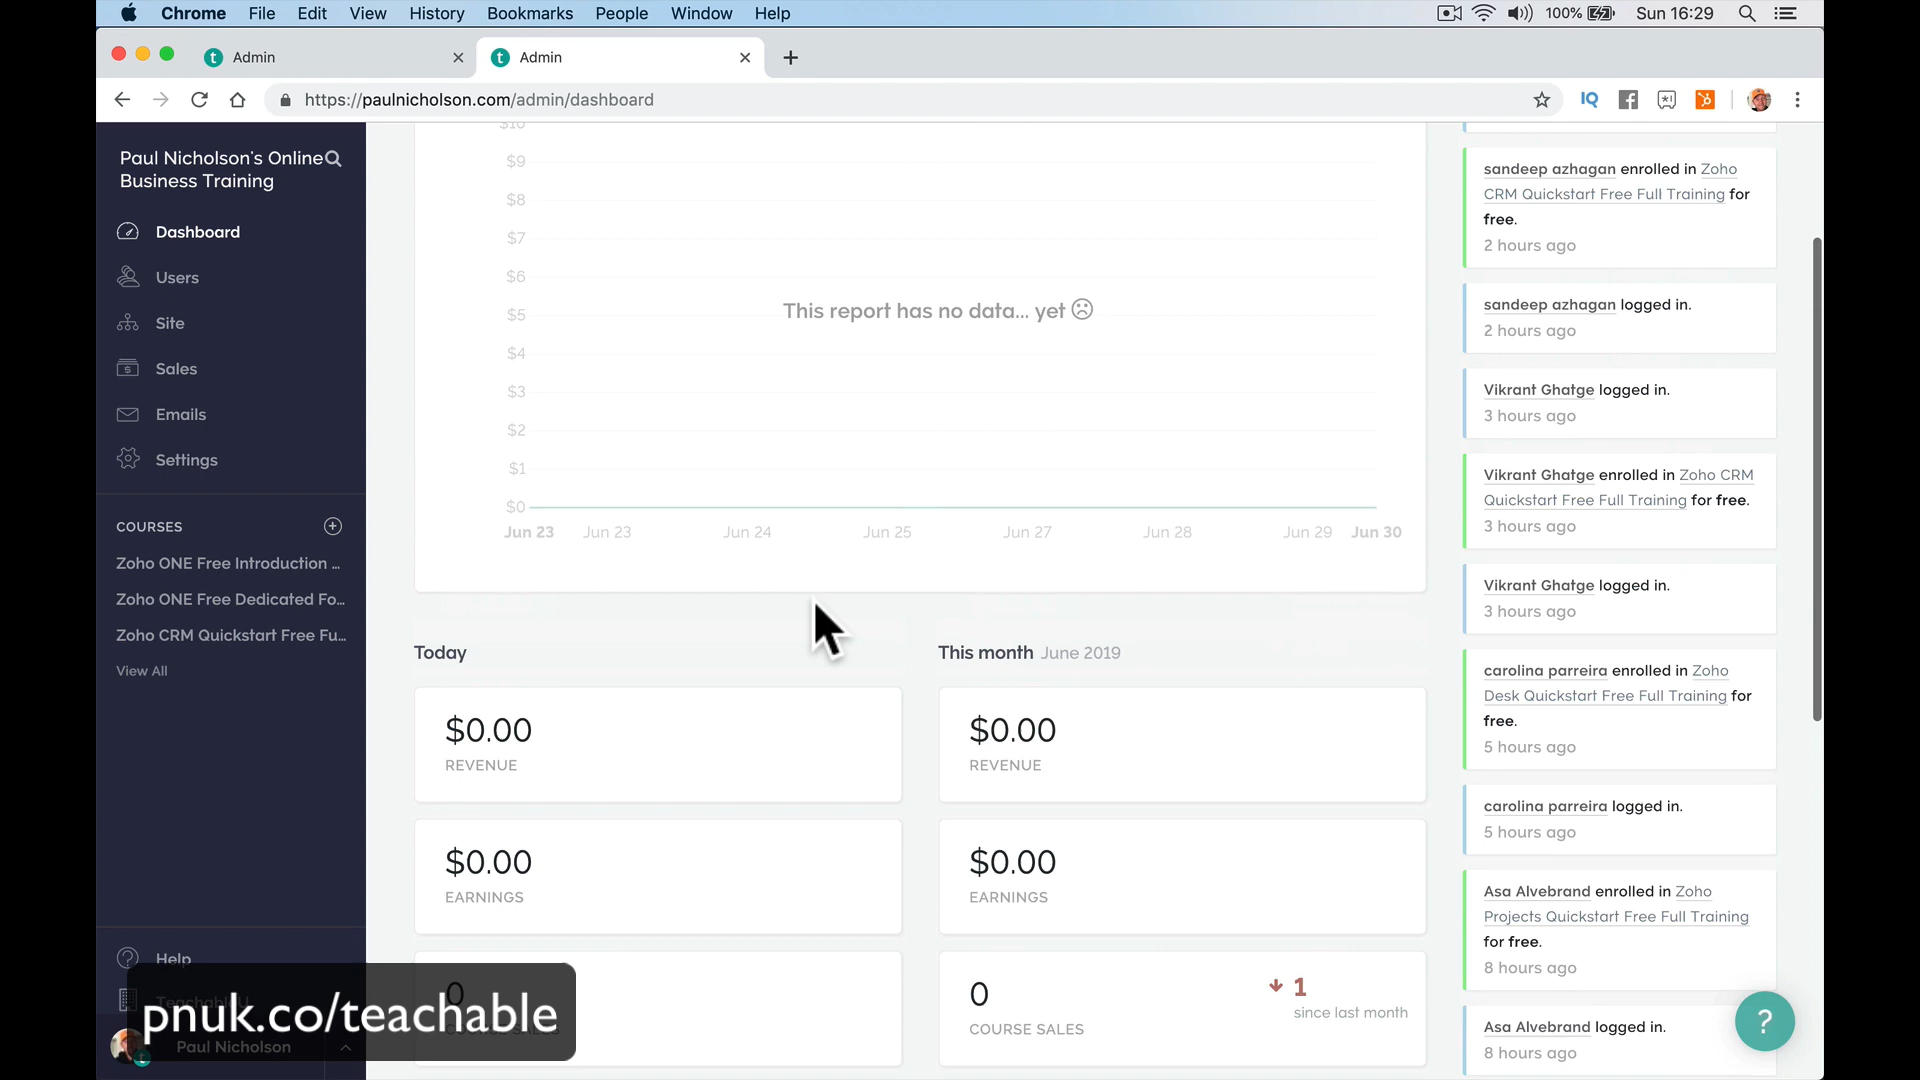 Chrome File Edit View History Bookmarks People Window Help 100% Sun 16:29
Admin Admin
https://paulnicholson.com/admin/dashboard
IQ
Paul Nicholson's Online
Business Training
Dashboard
Users
Site
Sales
Emails
Settings
COURSES
Zoho ONE Free Introduction ...
Zoho ONE Free Dedicated Fo...
Zoho CRM Quickstart Free Fu...
View All
Help
Paul Nicholson
pnuk.co/teachable
$10
$9
$8
$7
$6
$5
$4
$3
$2
$1
$0
This report has no data... yet
Jun 23 Jun 23 Jun 24 Jun 25 Jun 27 Jun 28 Jun 29 Jun 30
Today
$0.00
REVENUE
$0.00
EARNINGS
0
This month June 2019
$0.00
REVENUE
$0.00
EARNINGS
0
COURSE SALES
1
since last month
sandeep azhagan enrolled in Zoho
CRM Quickstart Free Full Training for
free.
2 hours ago
sandeep azhagan logged in.
2 hours ago
Vikrant Ghatge logged in.
3 hours ago
Vikrant Ghatge enrolled in Zoho CRM
Quickstart Free Full Training for free.
3 hours ago
Vikrant Ghatge logged in.
3 hours ago
carolina parreira enrolled in Zoho
Desk Quickstart Free Full Training for
free.
5 hours ago
carolina parreira logged in.
5 hours ago
Asa Alvebrand enrolled in Zoho
Projects Quickstart Free Full Training
for free.
8 hours ago
Asa Alvebrand logged in.
8 hours ago
?